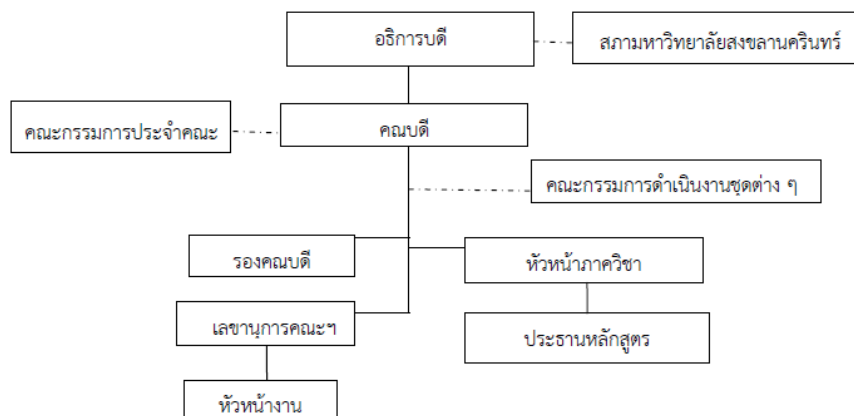 อธิการบดี
สภามหาวิทยาลัยสงขลานครินทร์
คณะกรรมการประจำคณะ
คณบดี
คณะกรรมการดำเนินงานชุดต่าง ๆ
รองคณบดี
หัวหน้าภาควิชา
เลขานุการคณะฯ
ประธานหลักสูตร
หัวหน้างาน